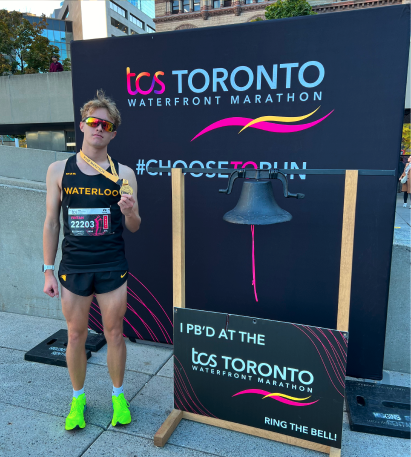 tcs TORONTO
WATERFRONT MARATHON
#CHOOSETORUN
WATERLOO
22203
I PB'D AT THE
tcs TORONTO
WATERFRONT MARATHON
RING THE BELL!